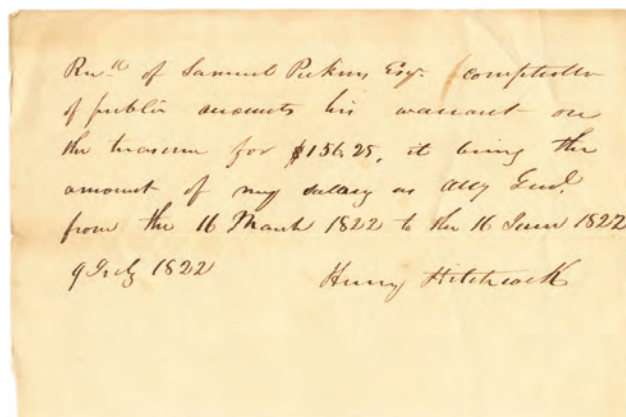 Recd of Samuel Pickens Esqr. comptroller
of public accounts his warrant on
the treasurer for $156.25, it being the
amount of my salary as Atty Genl.
from the 16 March 1822 to the 16 June 1822
9 July 1822 Henry Hitchcock